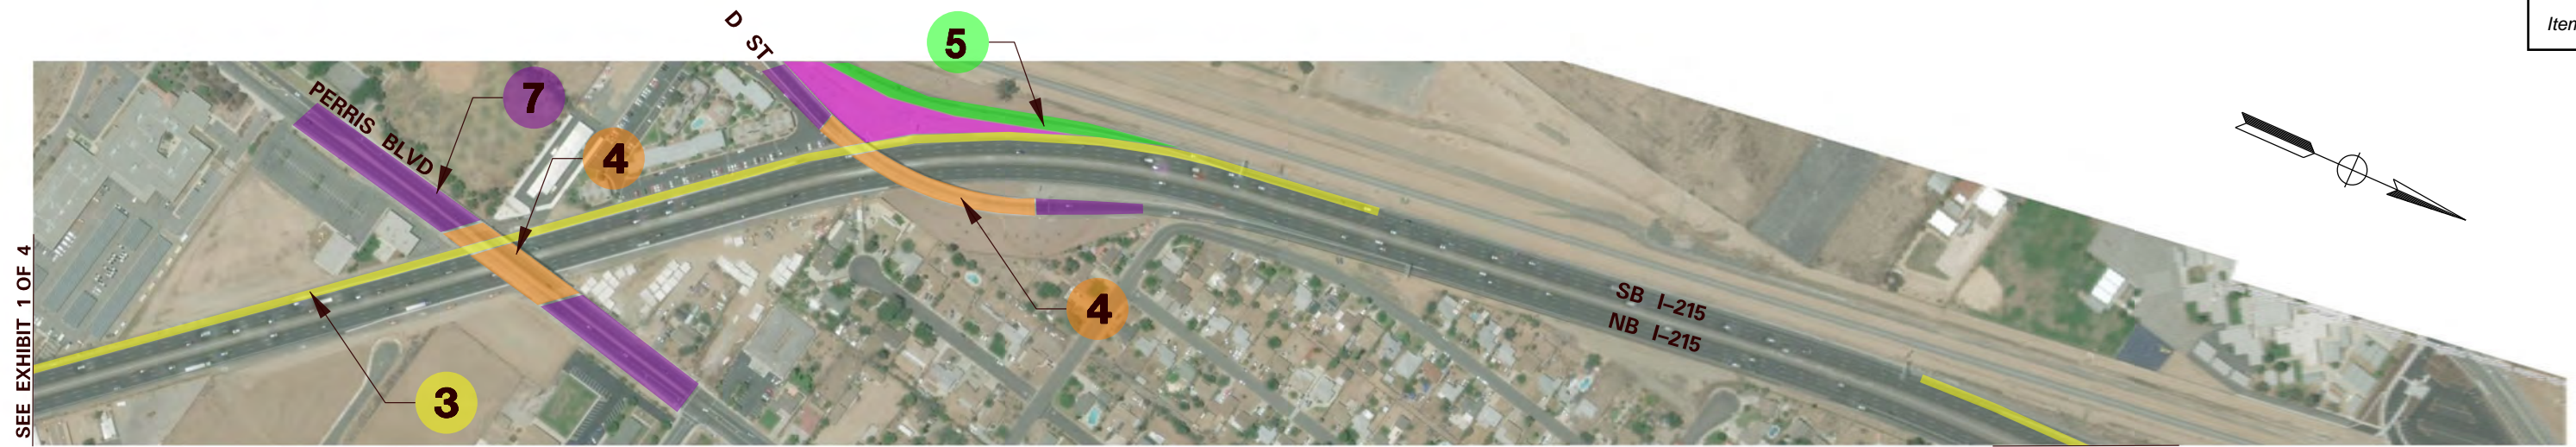 Iten
D ST
5
PERRIS BLVD
7
4
4
3
SB I-215
NB I-215
SEE EXHIBIT 1 OF 4